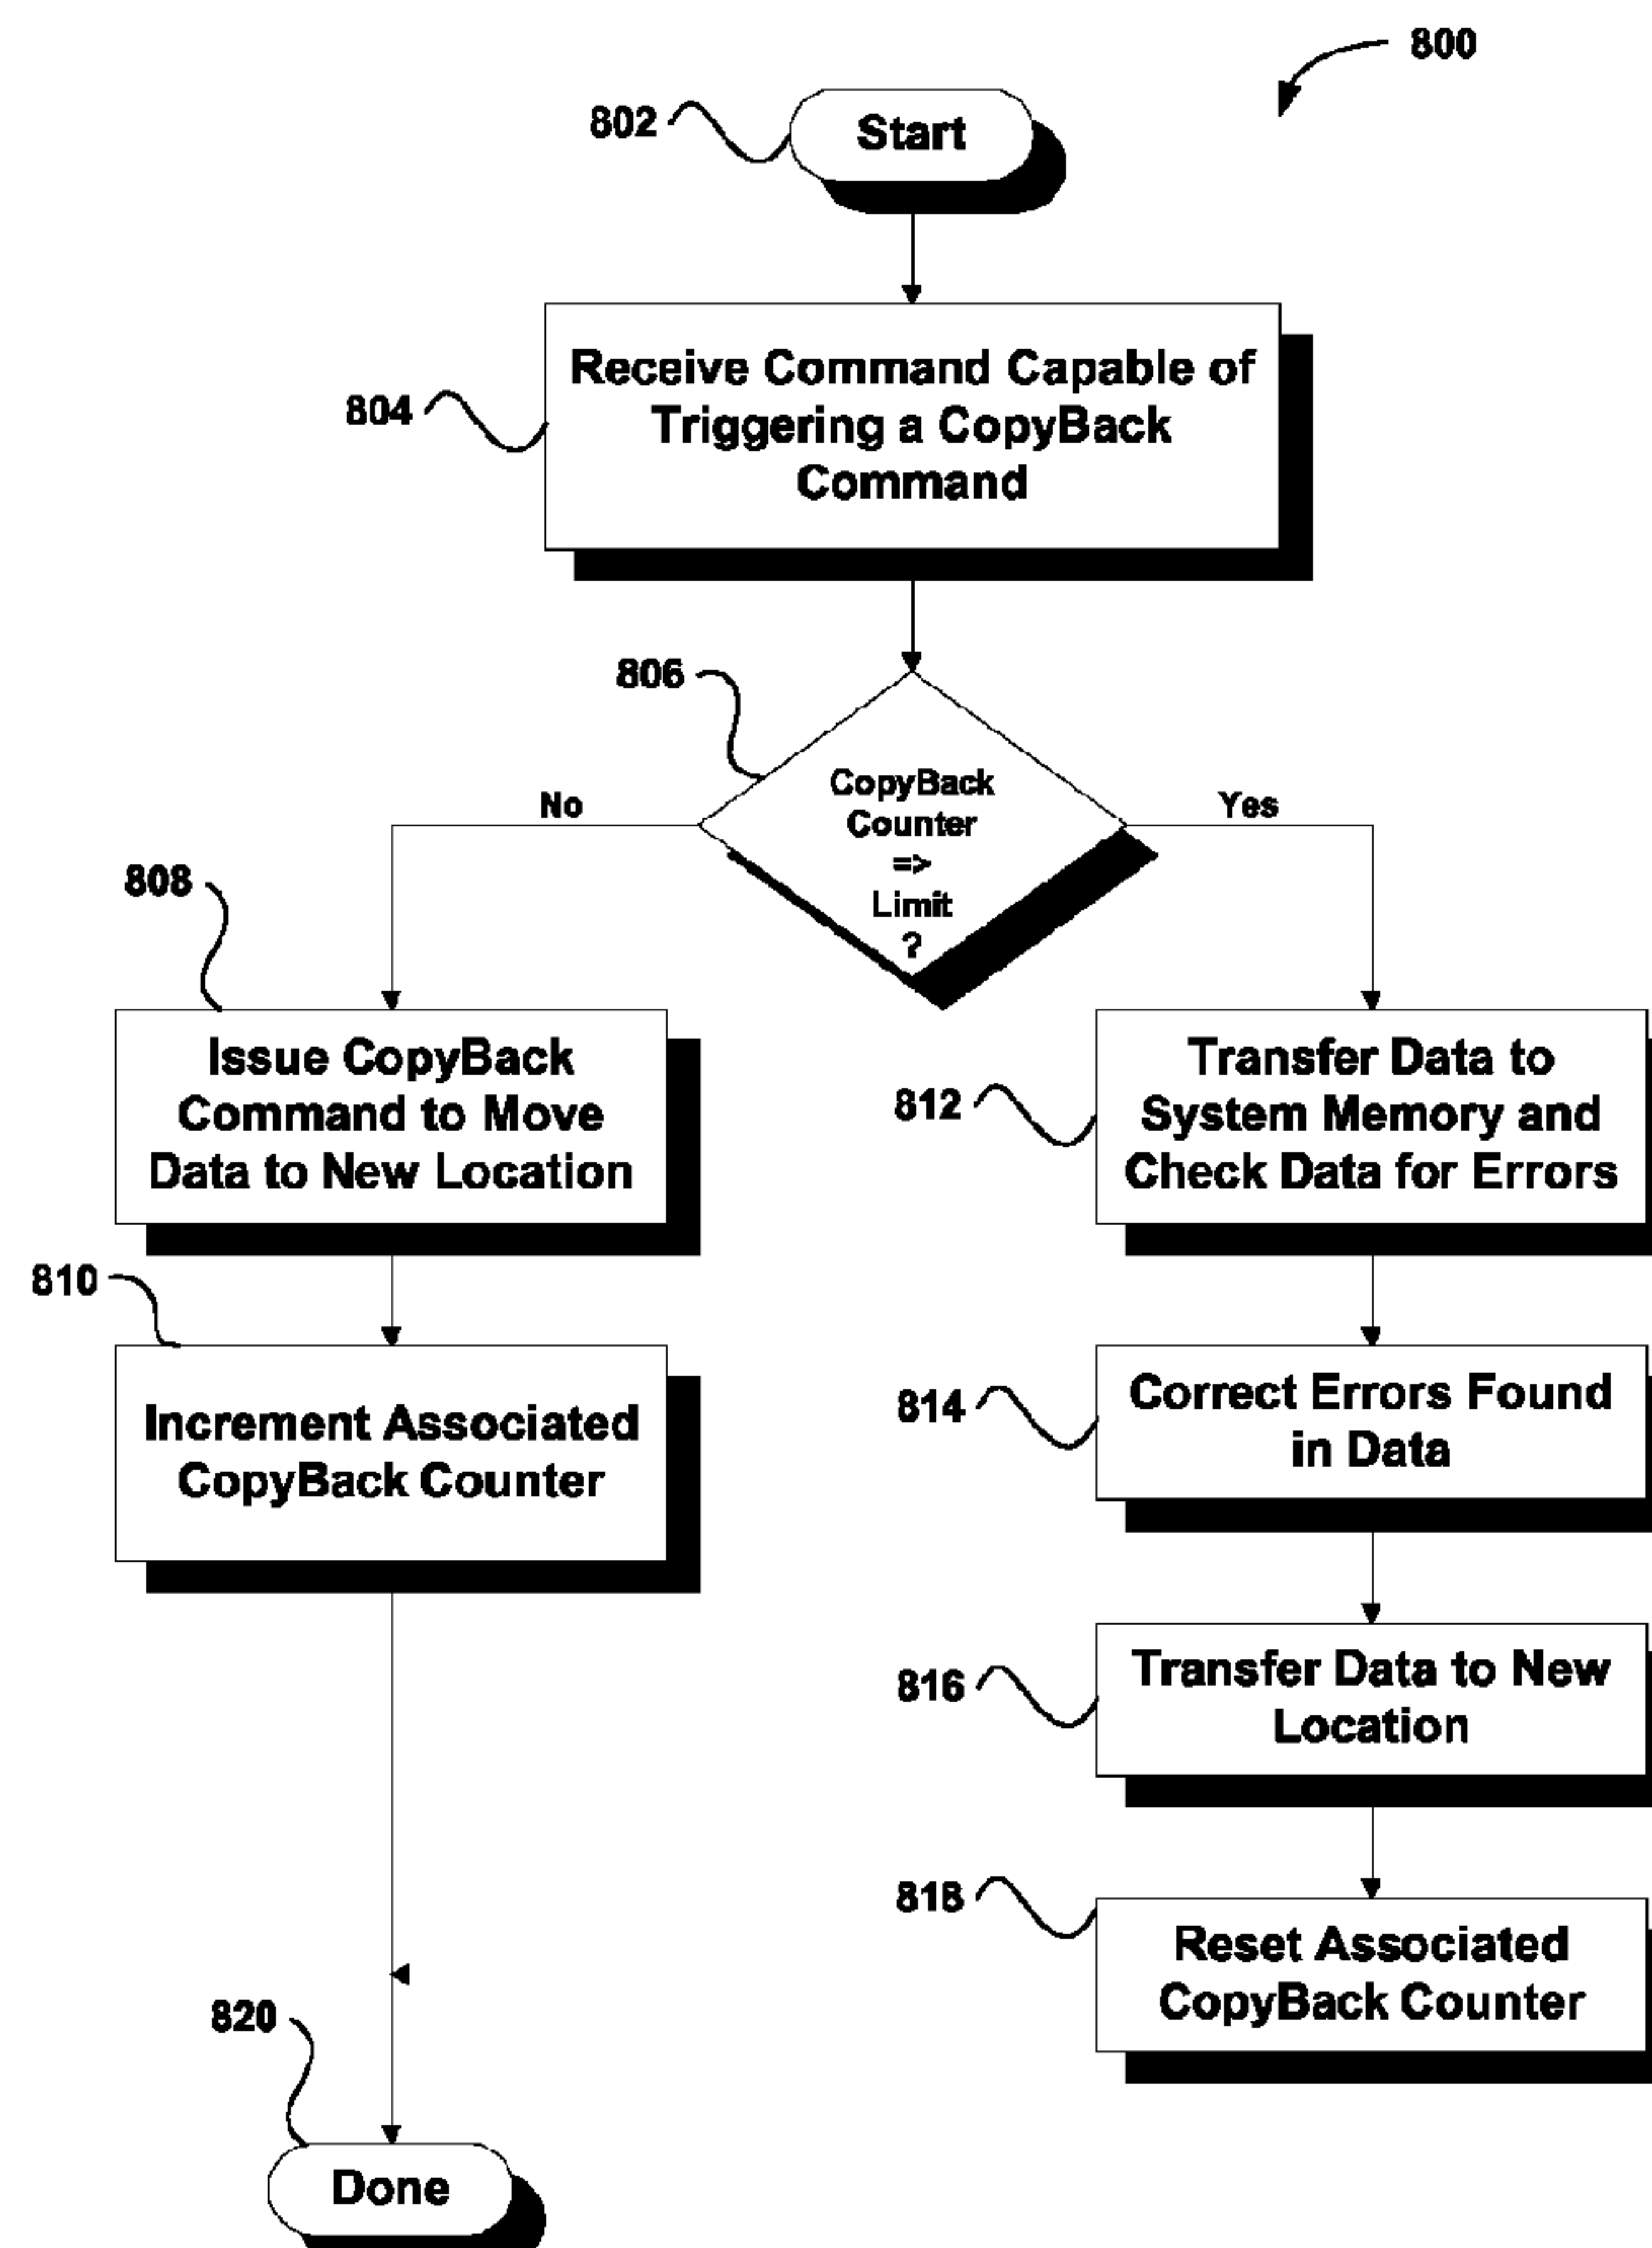 800
802
Start
804
Receive Command Capable of
Triggering a CopyBack
Command
806
CopyBack
Counter
=>
Limit
?
No
Yes
808
Issue CopyBack
Command to Move
Data to New Location
810
Increment Associated
CopyBack Counter
812
Transfer Data to
System Memory and
Check Data for Errors
814
Correct Errors Found
in Data
816
Transfer Data to New
Location
818
Reset Associated
CopyBack Counter
820
Done